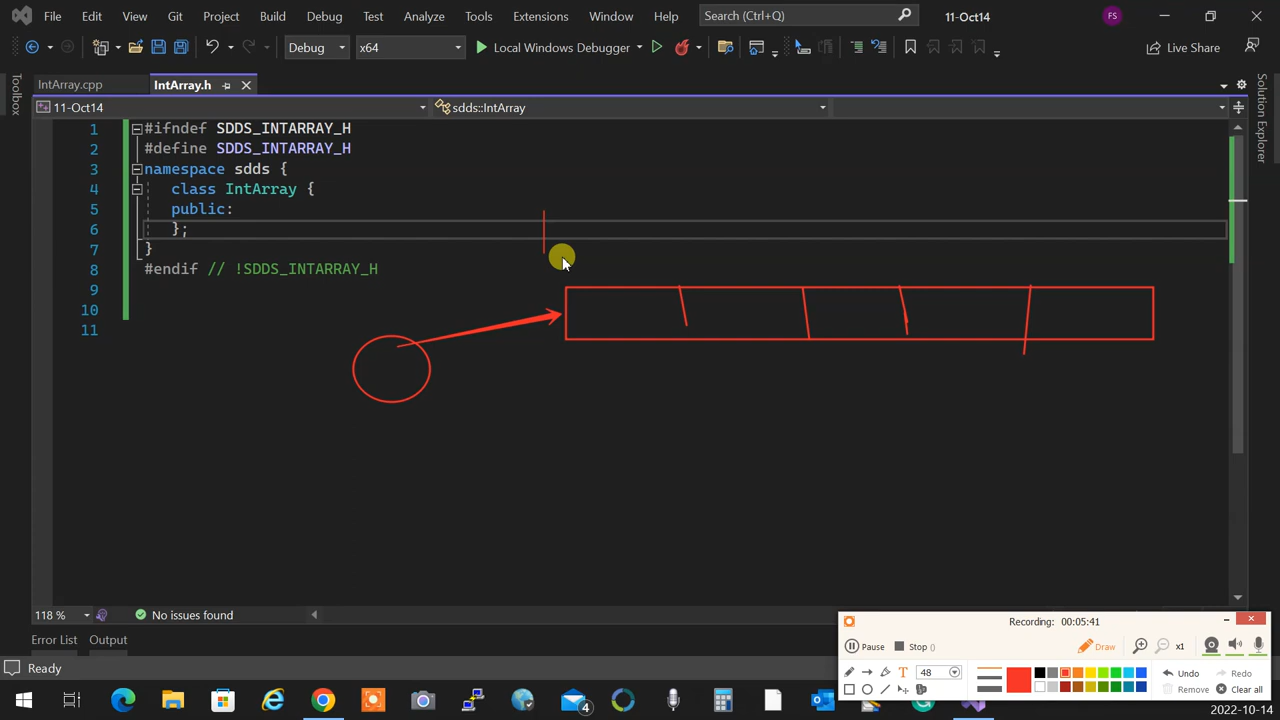 File Edit View Git Project Build Debug Test Analyze Tools Extensions Window Help Search (Ctrl+Q) 11-Oct14 FS
Debug x64 Local Windows Debugger Live Share
Toolbox
IntArray.cpp IntArray.h
11-Oct14 sdds::IntArray
Solution Explorer
1 #ifndef SDDS_INTARRAY_H
2 #define SDDS_INTARRAY_H
3 namespace sdds {
4 class IntArray {
5 public:
6 };
7 }
8 #endif // !SDDS_INTARRAY_H
9
10
11
118 % No issues found
Error List Output
Ready
Recording: 00:05:41
Pause Stop () Draw x1
T 48 Undo Redo
Remove Clear all
4
2022-10-14